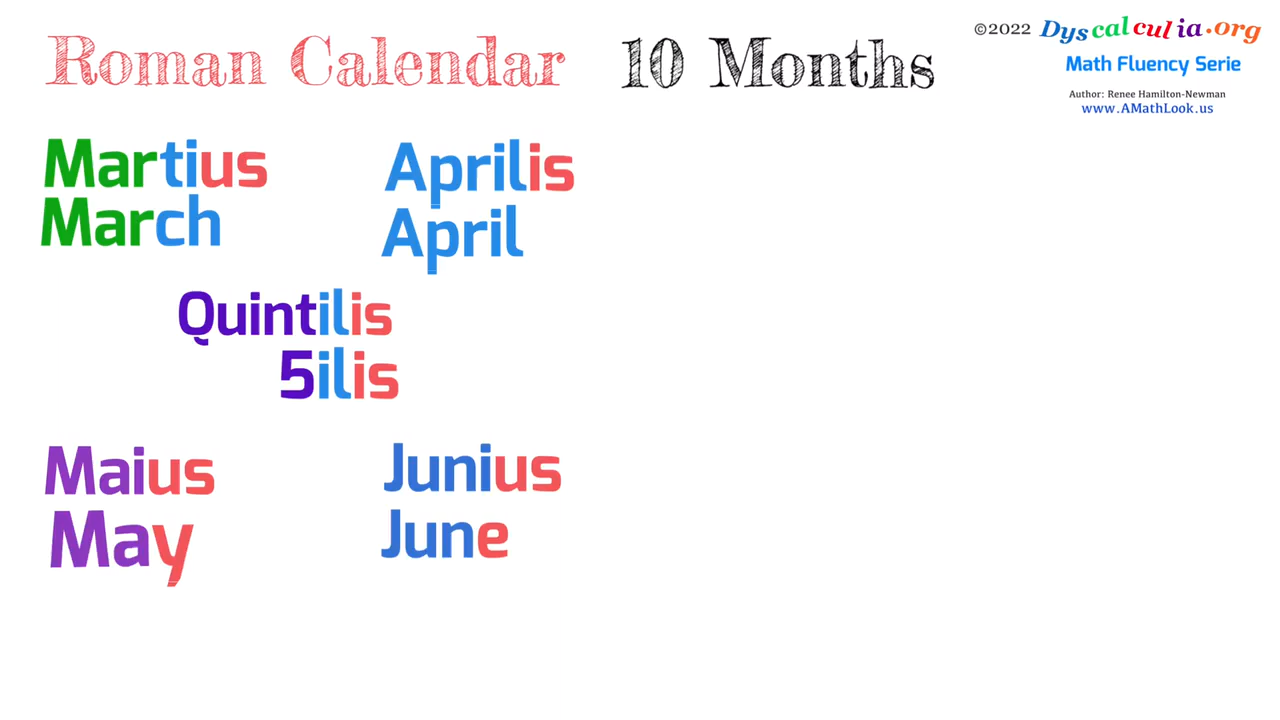 Roman Calendar 10 Months
©2022 Dyscalculia.org
Math Fluency Serie
Author: Renee Hamilton-Newman
www.AMathLook.us
Martius
March
Aprilis
April
Quintilis
5ilis
Maius
May
Junius
June